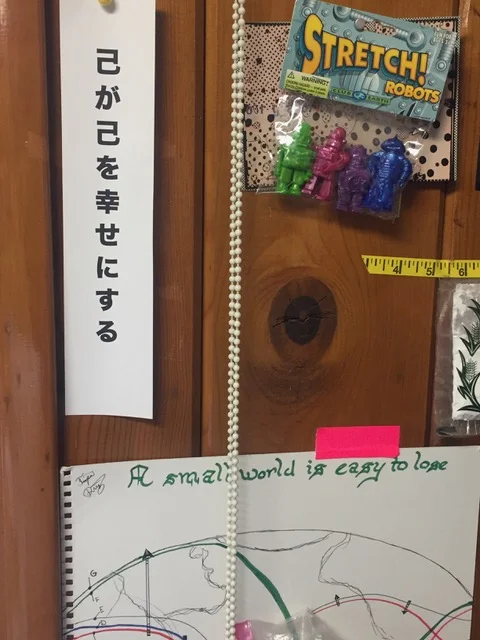 己が己を幸せにする
STRETCH!
ROBOTS
WARNING:
4 5 6
A small world is easy to lose
G
F
E